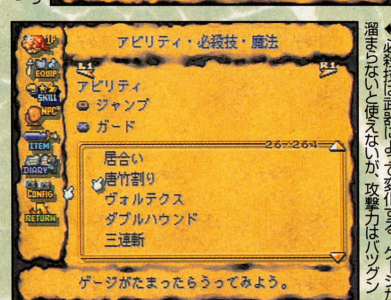 アビリティ・必殺技・魔法
L1
R1
EQUIP
SKILL
NPC
ITEM
DIARY
CONFIG
RETURN
アビリティ
ジャンプ
ガード
26/264
居合い
唐竹割り
ヴォルテクス
ダブルハウンド
三連斬
ゲージがたまったらうってみよう。
必殺技は武器によって変化する。
溜まらないと使えないが、攻撃力はバツグン